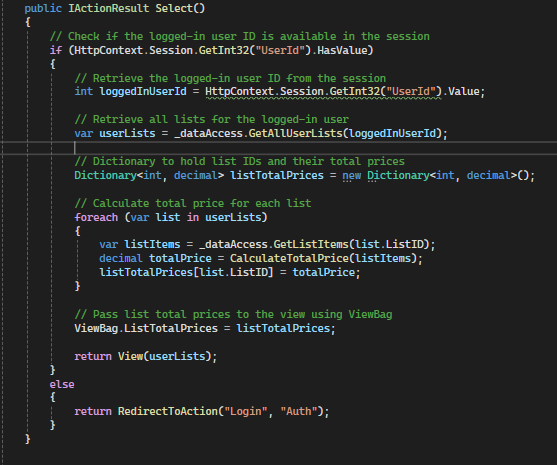 public IActionResult Select()
{
// Check if the logged-in user ID is available in the session
if (HttpContext.Session.GetInt32("UserId").HasValue)
{
// Retrieve the logged-in user ID from the session
int loggedInUserId = HttpContext.Session.GetInt32("UserId").Value;
// Retrieve all lists for the logged-in user
var userLists = _dataAccess.GetAllUserLists(loggedInUserId);
// Dictionary to hold list IDs and their total prices
Dictionary<int, decimal> listTotalPrices = new Dictionary<int, decimal>();
// Calculate total price for each list
foreach (var list in userLists)
{
var listItems = _dataAccess.GetListItems(list.ListID);
decimal totalPrice = CalculateTotalPrice(listItems);
listTotalPrices[list.ListID] = totalPrice;
}
// Pass list total prices to the view using ViewBag
ViewBag.ListTotalPrices = listTotalPrices;
return View(userLists);
}
else
{
return RedirectToAction("Login", "Auth");
}
}